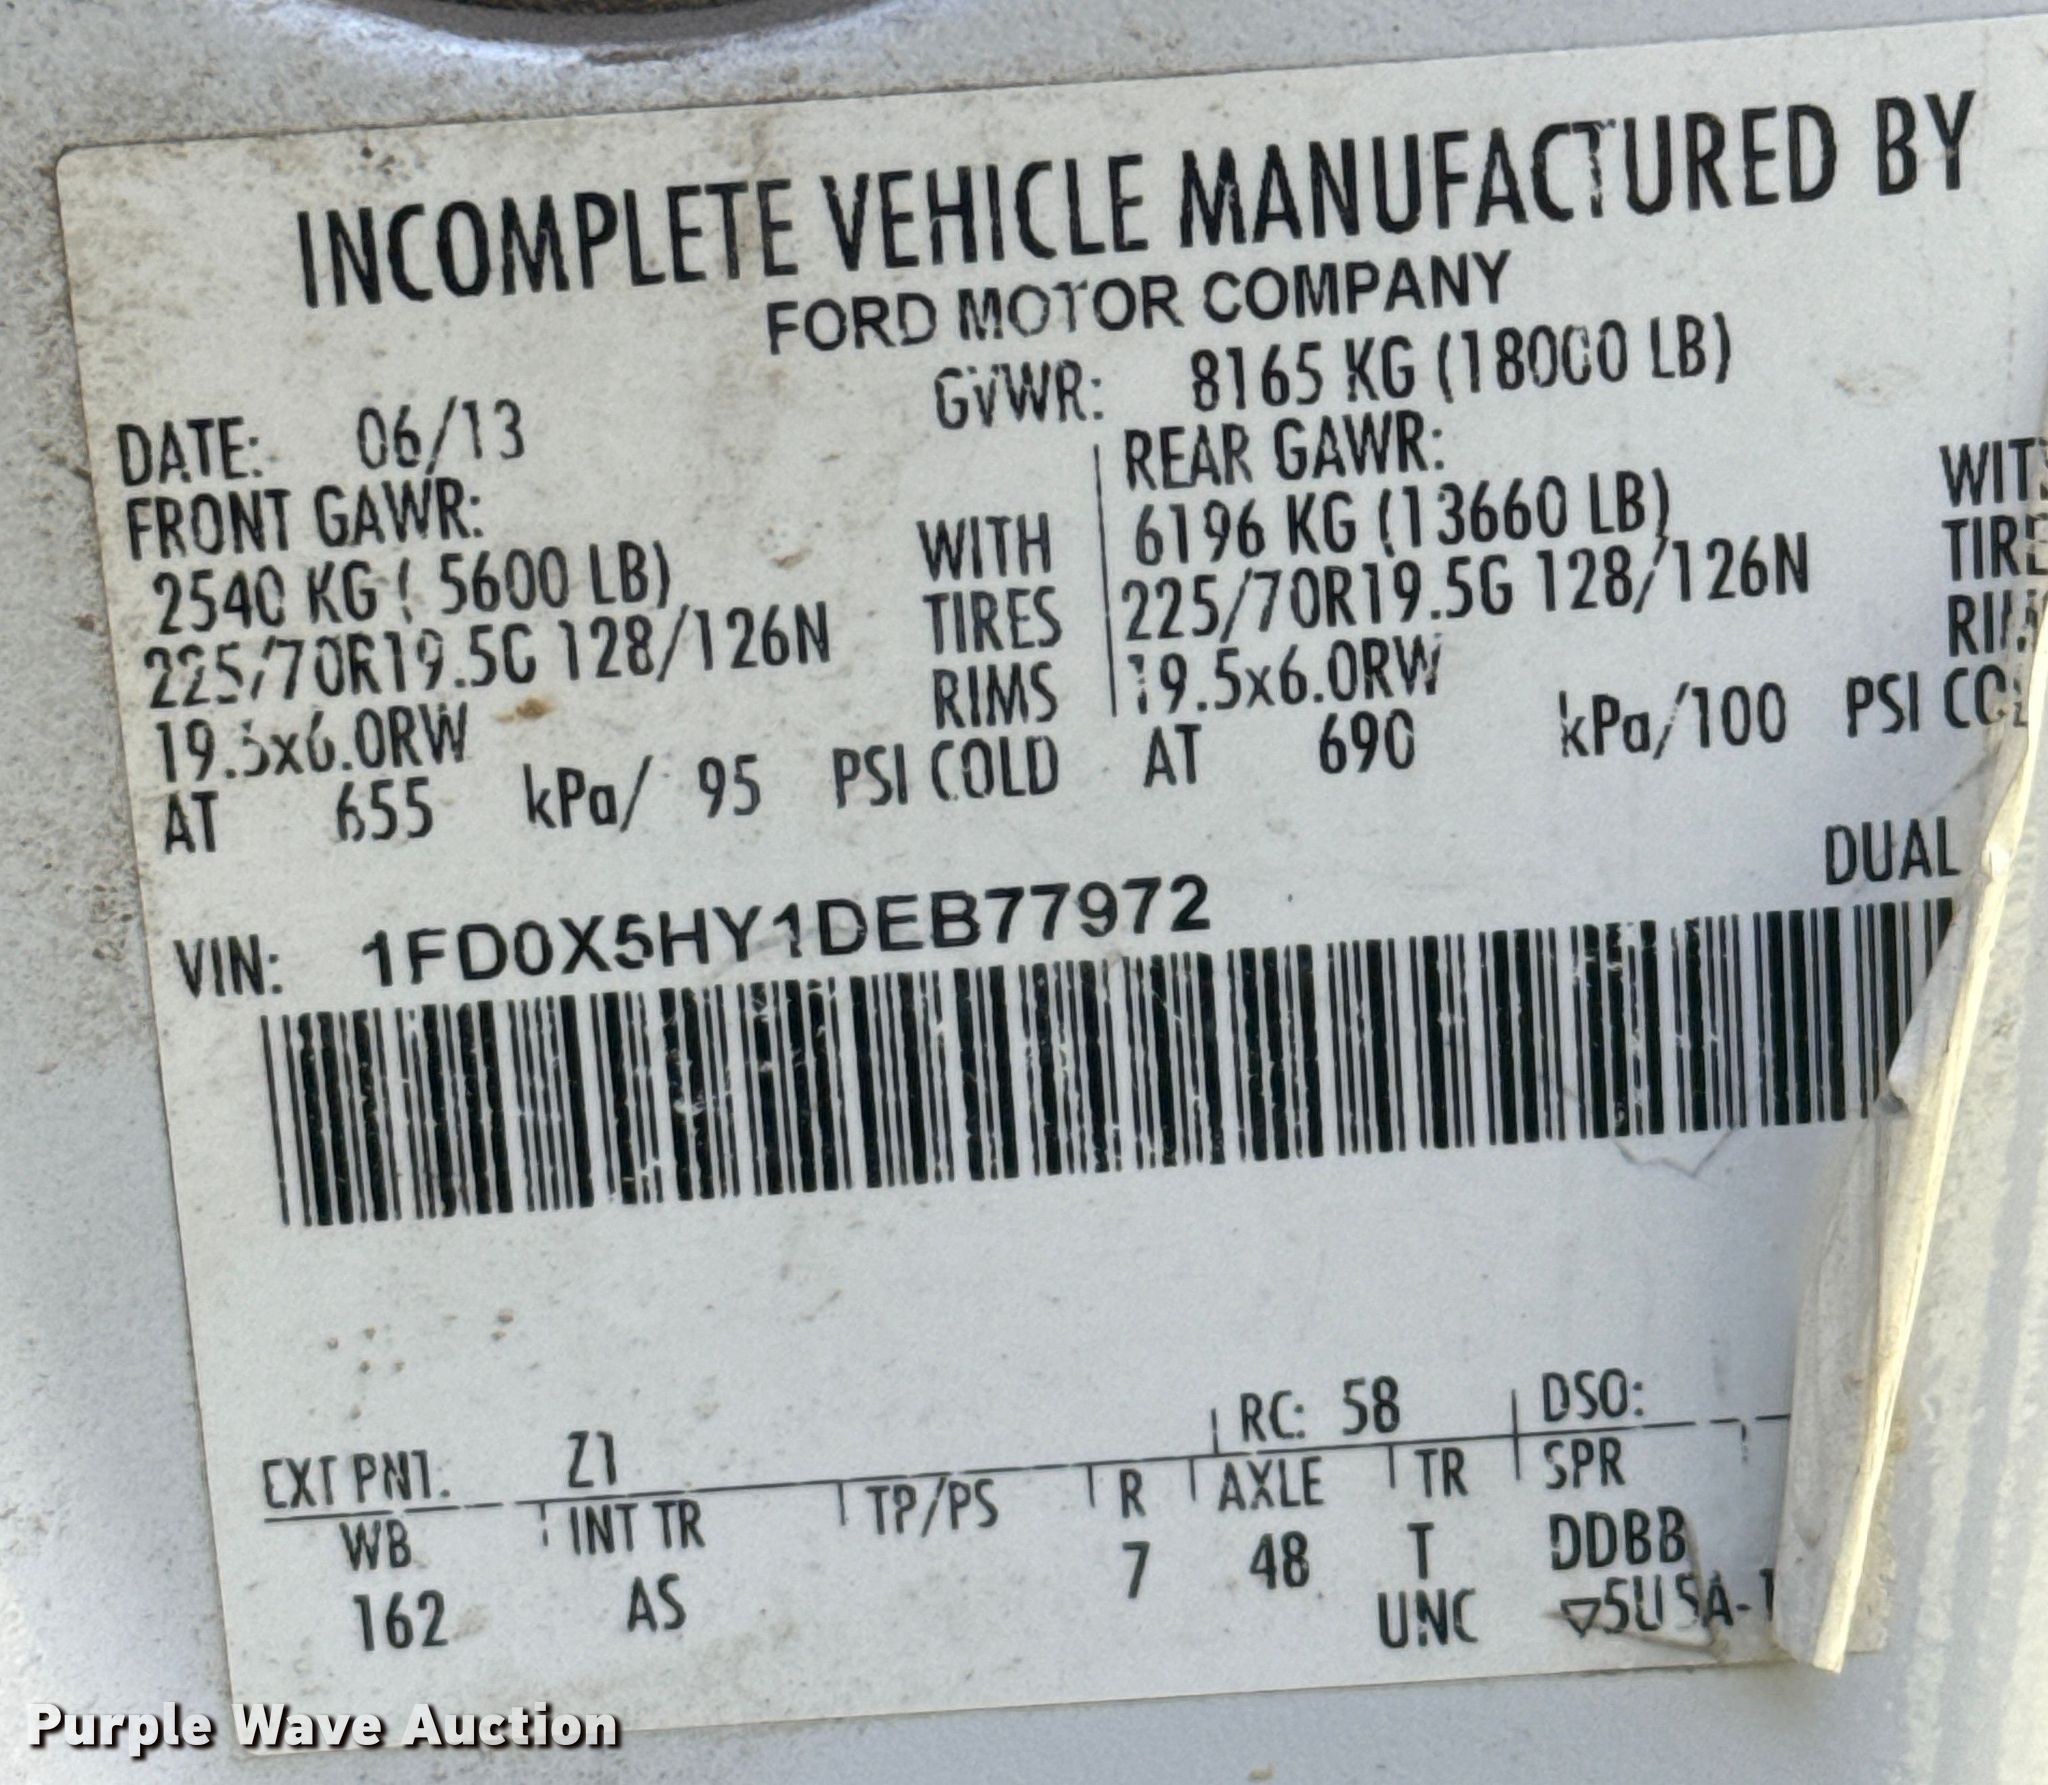 INCOMPLETE VEHICLE MANUFACTURED BY
FORD MOTOR COMPANY
DATE: 06/13 GVWR: 8165 KG (18000 LB)
FRONT GAWR: REAR GAWR:
2540 KG ( 5600 LB) WITH 6196 KG (13660 LB)
225/70R19.5G 128/126N TIRES 225/70R19.5G 128/126N
19.5x6.0RW RIMS 19.5x6.0RW
AT 655 kPa/ 95 PSI COLD AT 690 kPa/100 PSI
DUAL
VIN: 1FD0X5HY1DEB77972
EXT PNT: Z1 RC: 58 DSO:
WB INT TR TP/PS R AXLE TR SPR
162 AS 7 48 T DDBB
UNC
Purple Wave Auction